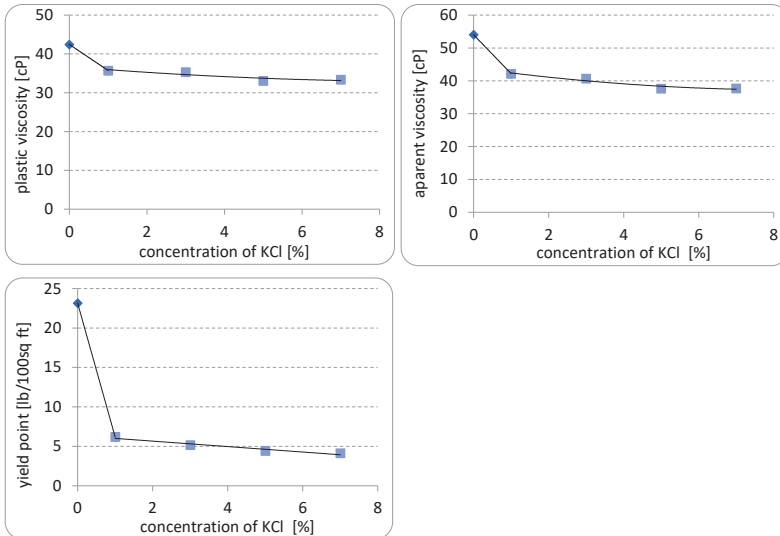 plastic viscosity [cP]
50
40
30
20
10
0
0 2 4 6 8
concentration of KCl [%]
aparent viscosity [cP]
60
50
40
30
20
10
0
0 2 4 6 8
concentration of KCl [%]
yield point [lb/100sq ft]
25
20
15
10
5
0
0 2 4 6 8
concentration of KCl [%]